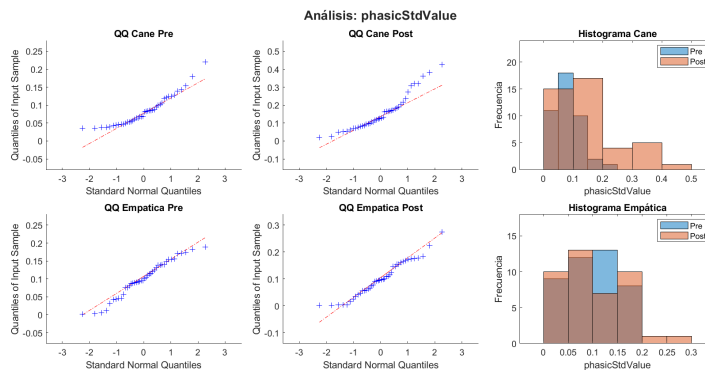 Análisis: phasicStdValue
QQ Cane Pre
Quantiles of Input Sample
0.25
0.2
0.15
0.1
0.05
0
-0.05
-3 -2 -1 0 1 2 3
Standard Normal Quantiles
QQ Cane Post
Quantiles of Input Sample
0.5
0.4
0.3
0.2
0.1
0
-0.1
-3 -2 -1 0 1 2 3
Standard Normal Quantiles
Histograma Cane
Frecuencia
20
15
10
5
0
0 0.1 0.2 0.3 0.4 0.5
phasicStdValue
Pre
Post
QQ Empatica Pre
Quantiles of Input Sample
0.25
0.2
0.15
0.1
0.05
0
-0.05
-3 -2 -1 0 1 2 3
Standard Normal Quantiles
QQ Empatica Post
Quantiles of Input Sample
0.3
0.2
0.1
0
-0.1
-3 -2 -1 0 1 2 3
Standard Normal Quantiles
Histograma Empática
Frecuencia
15
10
5
0
0 0.05 0.1 0.15 0.2 0.25 0.3
phasicStdValue
Pre
Post